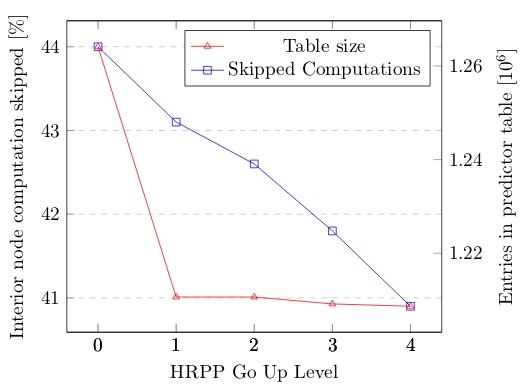 Interior node computation skipped [%]
44
43
42
41
Table size
Skipped Computations
1.26
1.24
1.22
Entries in predictor table [10⁶]
0 1 2 3 4
HRPP Go Up Level